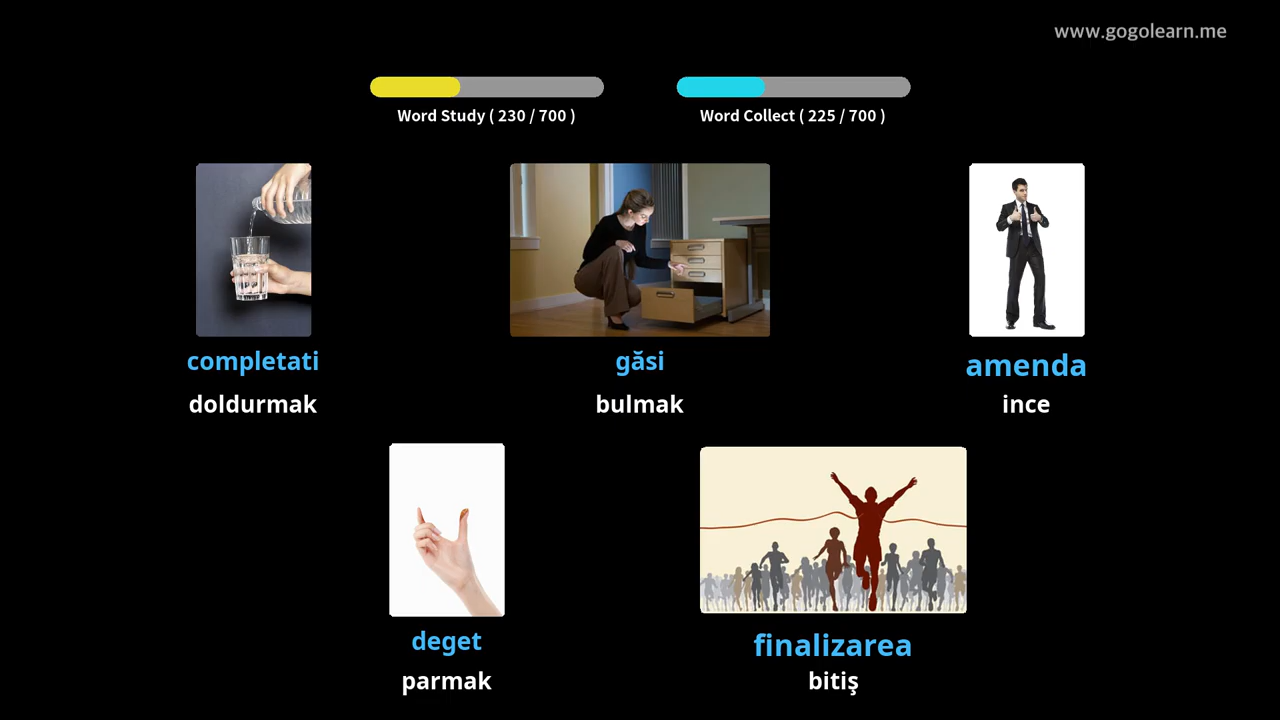 www.gogolearn.me
Word Study ( 230 / 700 )
Word Collect ( 225 / 700 )
completati
doldurmak
găsi
bulmak
amenda
ince
deget
parmak
finalizarea
bitiş